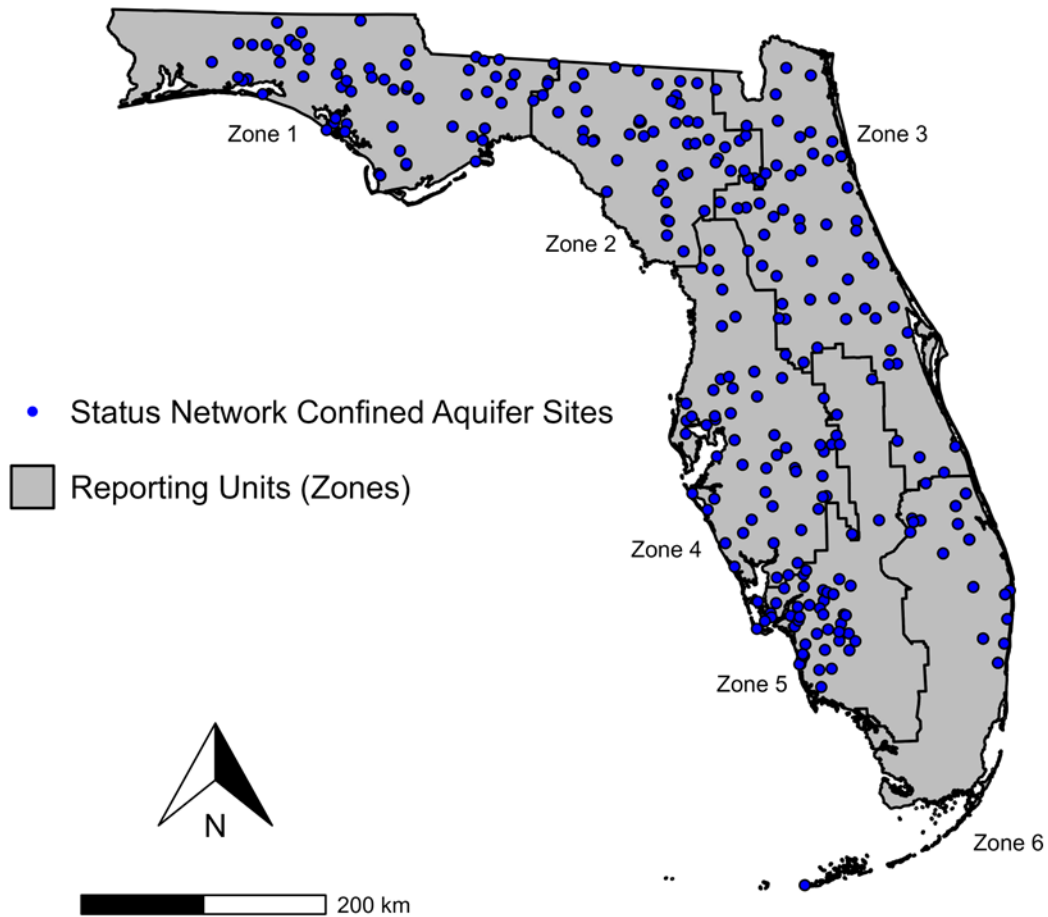 Zone 1
Zone 3
Zone 2
Status Network Confined Aquifer Sites
Reporting Units (Zones)
Zone 4
Zone 5
N
Zone 6
200 km